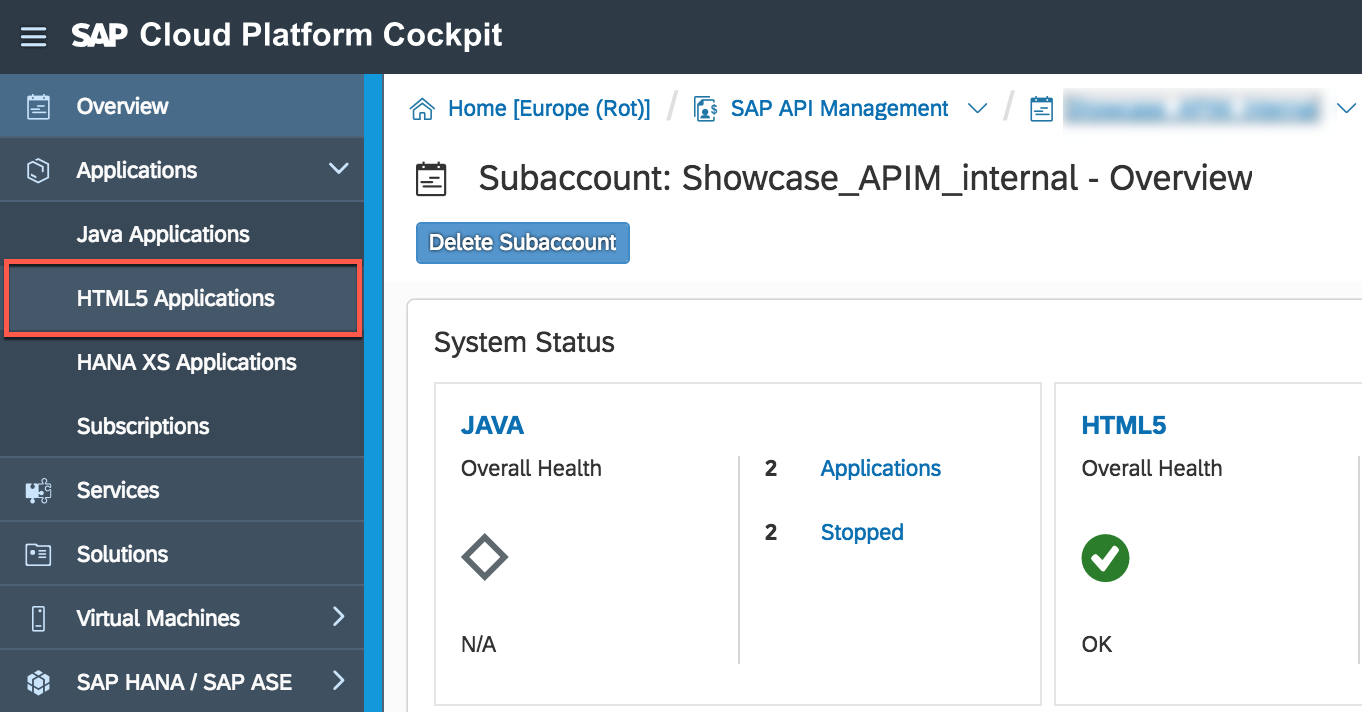 SAP Cloud Platform Cockpit
Overview
Applications
Java Applications
HTML5 Applications
HANA XS Applications
Subscriptions
Services
Solutions
Virtual Machines
SAP HANA / SAP ASE
Home [Europe (Rot)] / SAP API Management /
Subaccount: Showcase_APIM_internal - Overview
Delete Subaccount
System Status
JAVA
Overall Health
N/A
2 Applications
2 Stopped
HTML5
Overall Health
OK